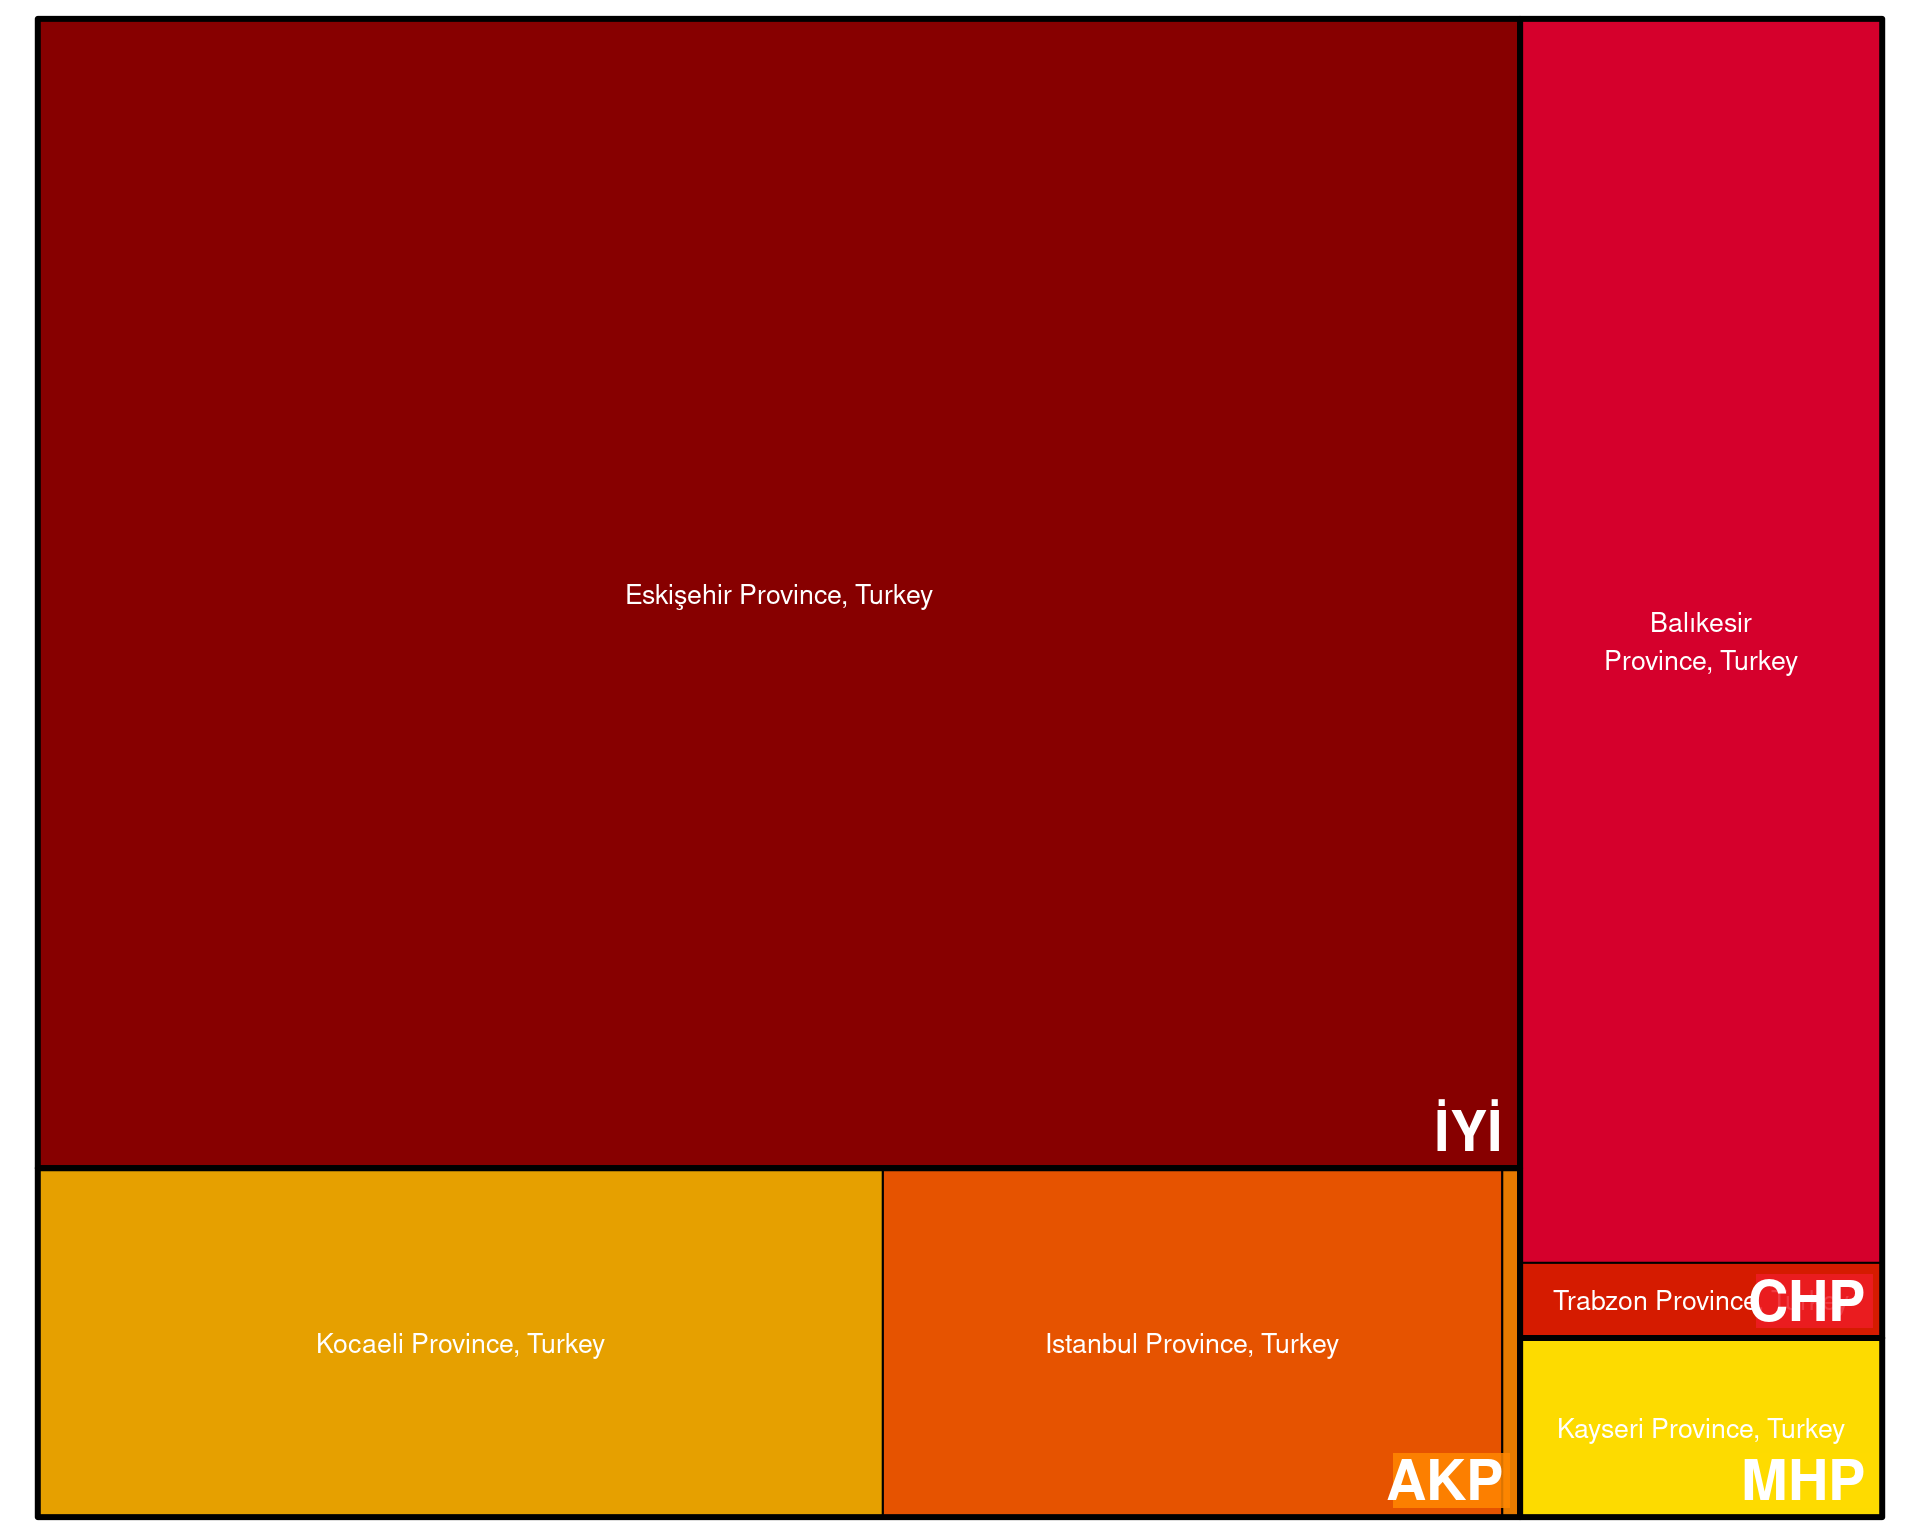 Eskişehir Province, Turkey
İYİ
Balıkesir
Province, Turkey
Trabzon Province,
CHP
Kocaeli Province, Turkey
Istanbul Province, Turkey
AKP
Kayseri Province, Turkey
MHP